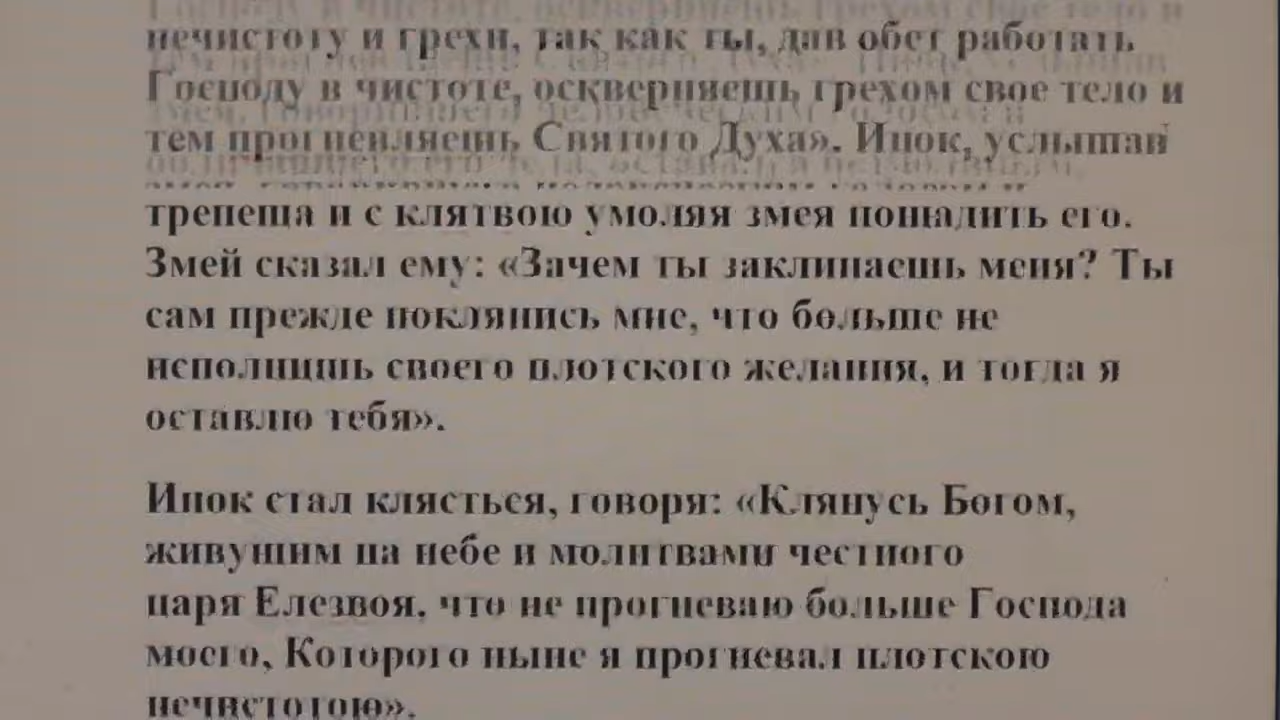 нечистоту и грехи, так как ты, дав обет работать
Господу в чистоте, оскверняешь грехом свое тело и
тем прогневляешь Святого Духа». Инок, услышав
трепеща и с клятвою умоляя змея пощадить его.
Змей сказал ему: «Зачем ты заклинаешь меня? Ты
сам прежде поклянись мне, что больше не
исполнишь своего плотского желания, и тогда я
оставлю тебя».
Инок стал клясться, говоря: «Клянусь Богом,
живущим на небе и молитвами честного
царя Елезвоя, что не прогневаю больше Господа
моего, Которого ныне я прогневал плотскою
нечистотою».